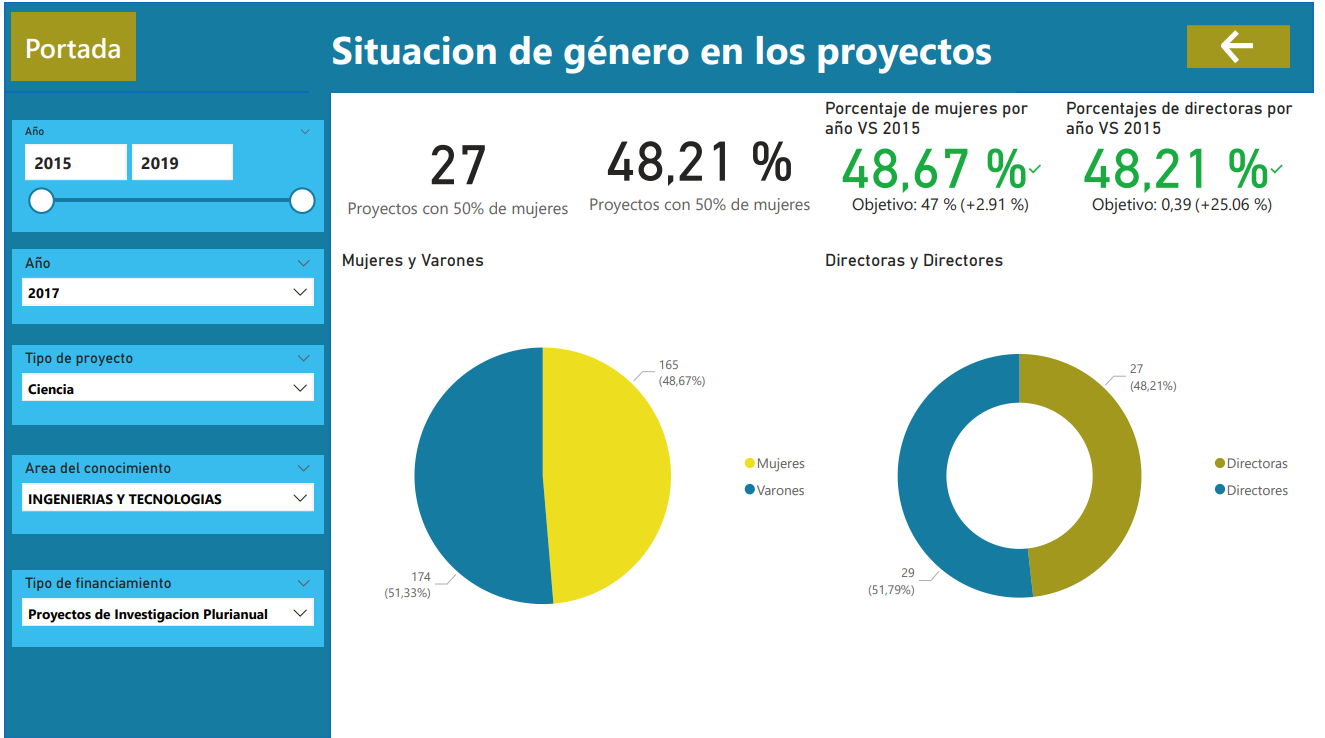 Portada
Situacion de género en los proyectos
Año
2015
2019
Año
2017
Tipo de proyecto
Ciencia
Area del conocimiento
INGENIERIAS Y TECNOLOGIAS
Tipo de financiamiento
Proyectos de Investigacion Plurianual
27
Proyectos con 50% de mujeres
48,21 %
Proyectos con 50% de mujeres
Porcentaje de mujeres por
año VS 2015
48,67 %
Objetivo: 47 % (+2.91 %)
Porcentajes de directoras por
año VS 2015
48,21 %
Objetivo: 0,39 (+25.06 %)
Mujeres y Varones
165
(48,67%)
174
(51,33%)
Mujeres
Varones
Directoras y Directores
27
(48,21%)
29
(51,79%)
Directoras
Directores